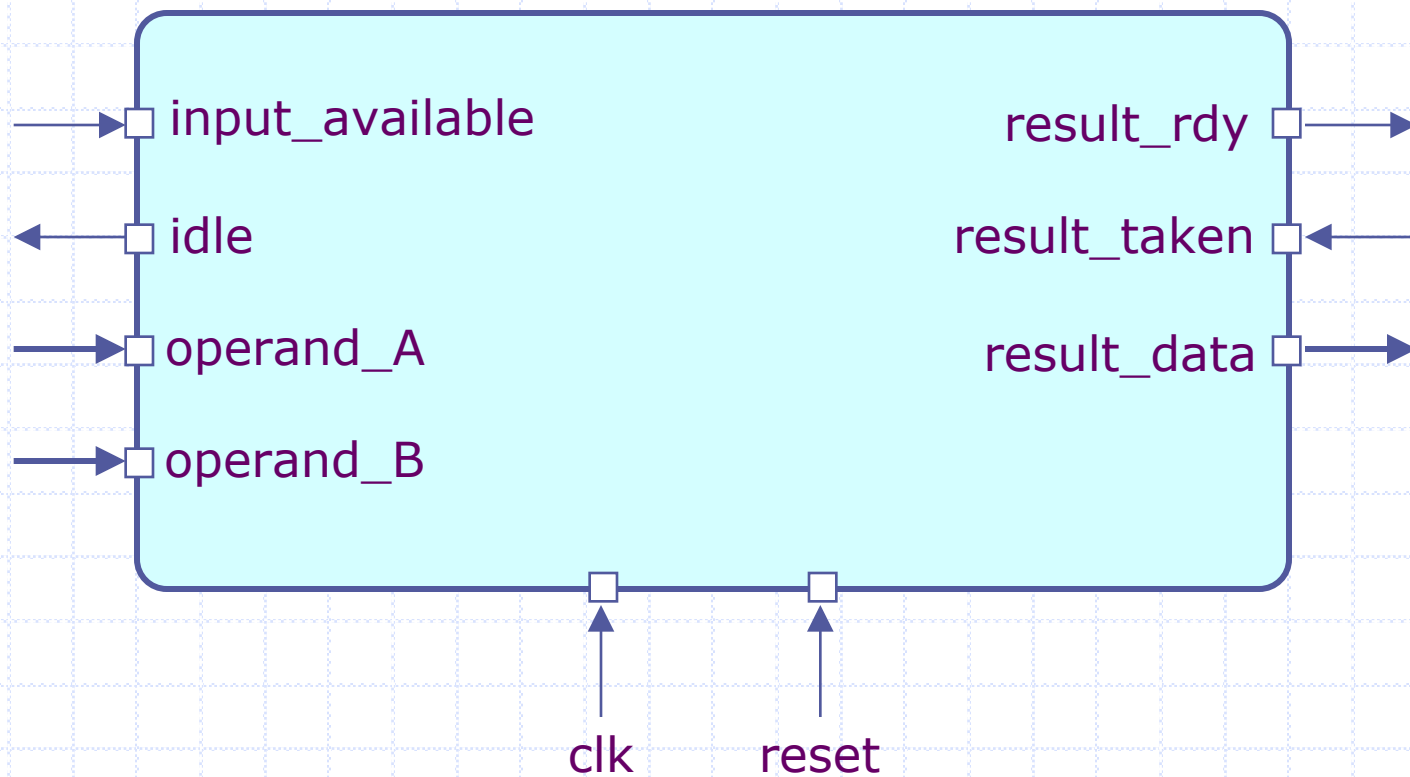 input_available
idle
operand_A
operand_B
result_rdy
result_taken
result_data
clk
reset